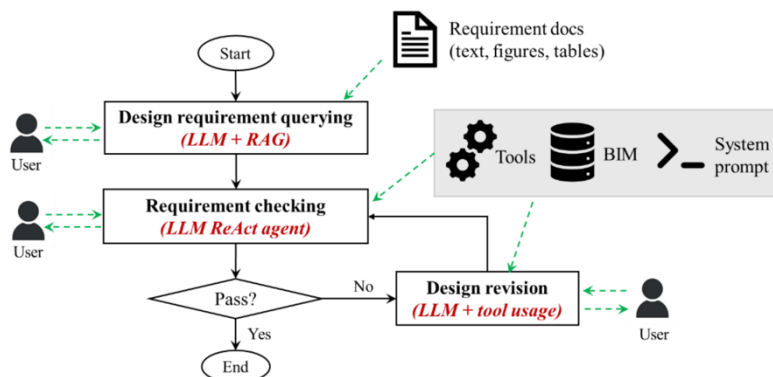 Start
Requirement docs
(text, figures, tables)
Design requirement querying
(LLM + RAG)
User
Tools
BIM
System
prompt
Requirement checking
(LLM ReAct agent)
User
Pass?
No
Design revision
(LLM + tool usage)
User
Yes
End